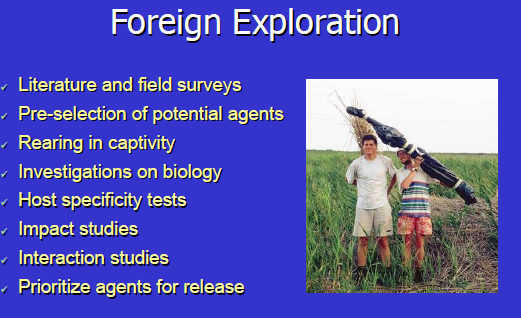 Foreign Exploration
Literature and field surveys
Pre-selection of potential agents
Rearing in captivity
Investigations on biology
Host specificity tests
Impact studies
Interaction studies
Prioritize agents for release